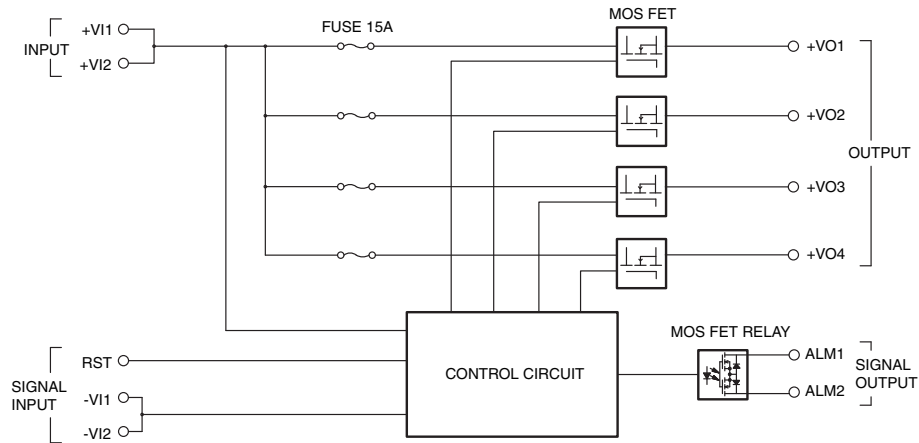 FUSE 15A
MOS FET
INPUT
+VI1
+VI2
+VO1
+VO2
+VO3
+VO4
OUTPUT
CONTROL CIRCUIT
MOS FET RELAY
SIGNAL
INPUT
RST
-VI1
-VI2
ALM1
ALM2
SIGNAL
OUTPUT